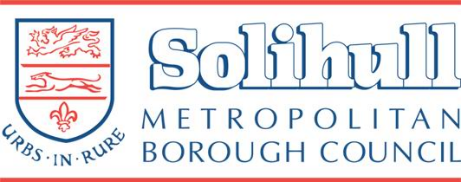 Solihull
METROPOLITAN
BOROUGH COUNCIL
URBS·IN·RURE